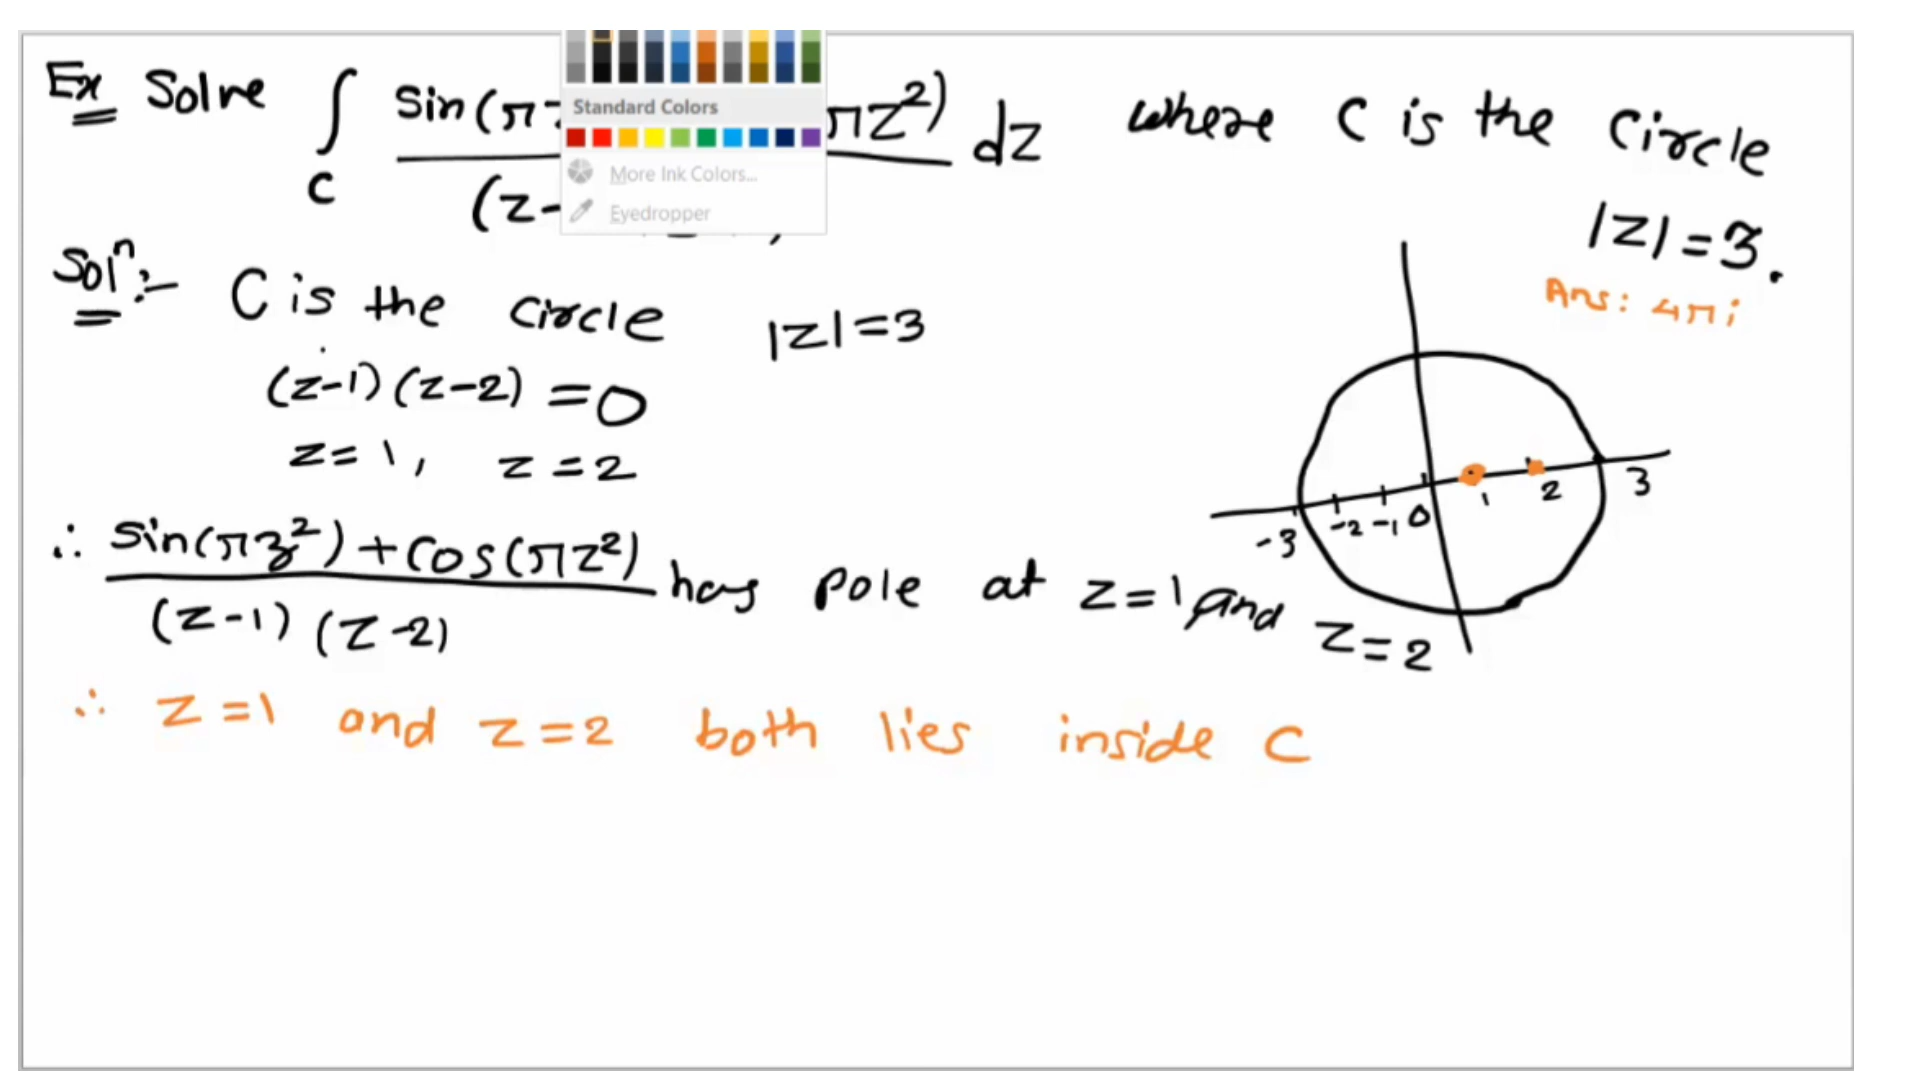 Ex Solve ∫ sin(πz πz²) dz where C is the circle
C (z-
|z|=3.
Ans: 4πi
Solⁿ:- C is the circle |z|=3
(z-1)(z-2) = 0
z=1, z=2
∴ sin(πz²)+cos(πz²) has pole at z=1 and z=2
(z-1)(z-2)
∴ z=1 and z=2 both lies inside C
Standard Colors
More Ink Colors...
Eyedropper
-3 -2 -1 0 1 2 3